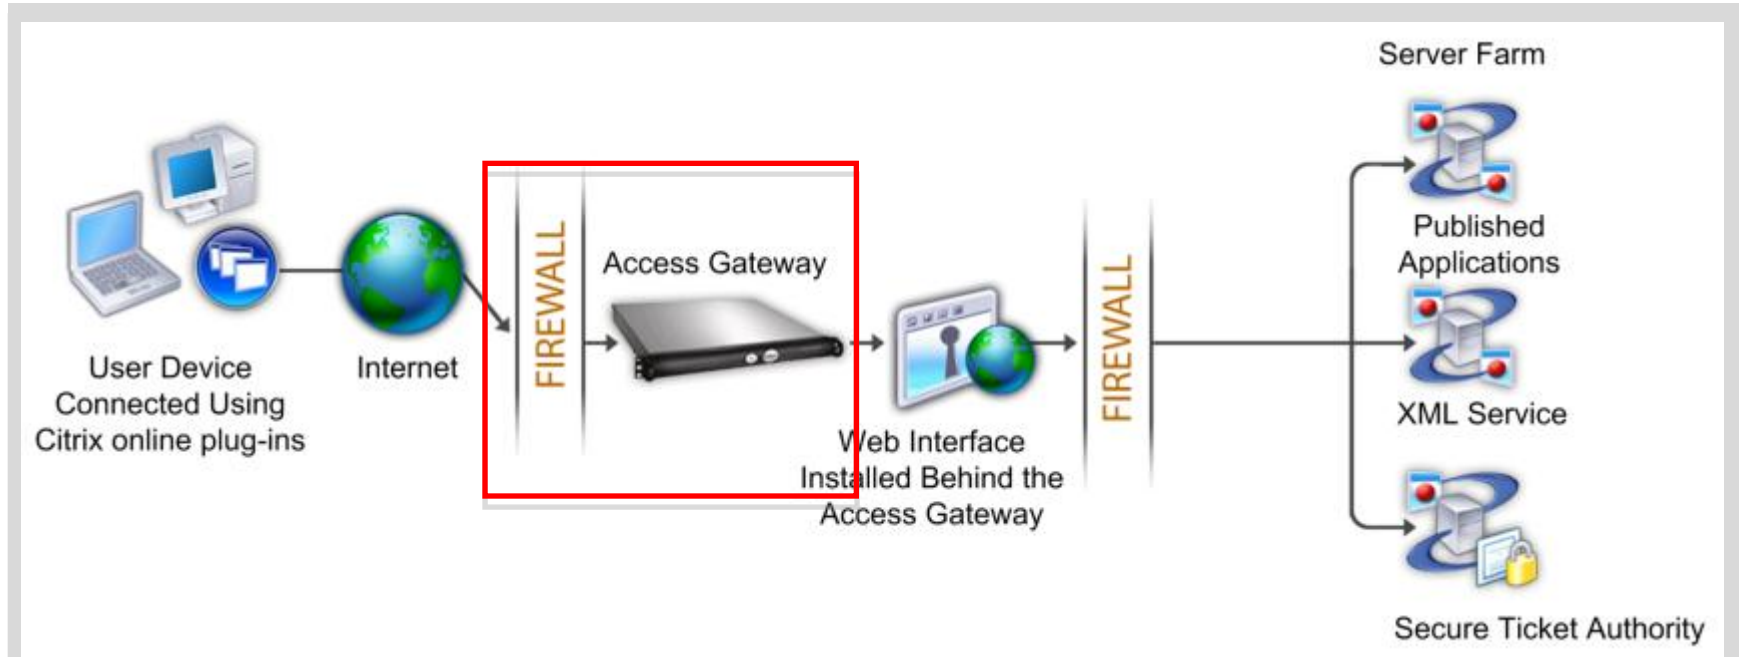 Server Farm
User Device
Connected Using
Citrix online plug-ins
Internet
FIREWALL
Access Gateway
Web Interface
Installed Behind the
Access Gateway
FIREWALL
Published
Applications
XML Service
Secure Ticket Authority